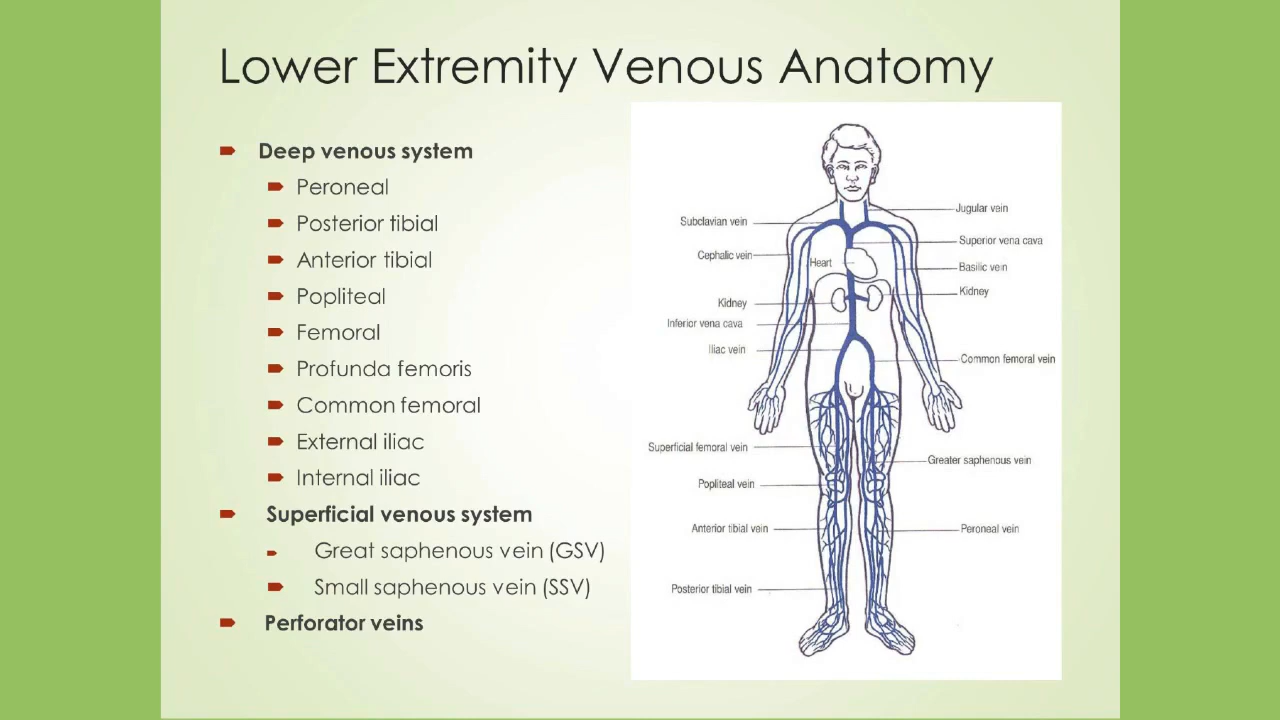 Lower Extremity Venous Anatomy
Deep venous system
Peroneal
Posterior tibial
Anterior tibial
Popliteal
Femoral
Profunda femoris
Common femoral
External iliac
Internal iliac
Superficial venous system
Great saphenous vein (GSV)
Small saphenous vein (SSV)
Perforator veins
Subclavian vein
Cephalic vein
Heart
Kidney
Inferior vena cava
Iliac vein
Superficial femoral vein
Popliteal vein
Anterior tibial vein
Posterior tibial vein
Jugular vein
Superior vena cava
Basilic vein
Kidney
Common femoral vein
Greater saphenous vein
Peroneal vein